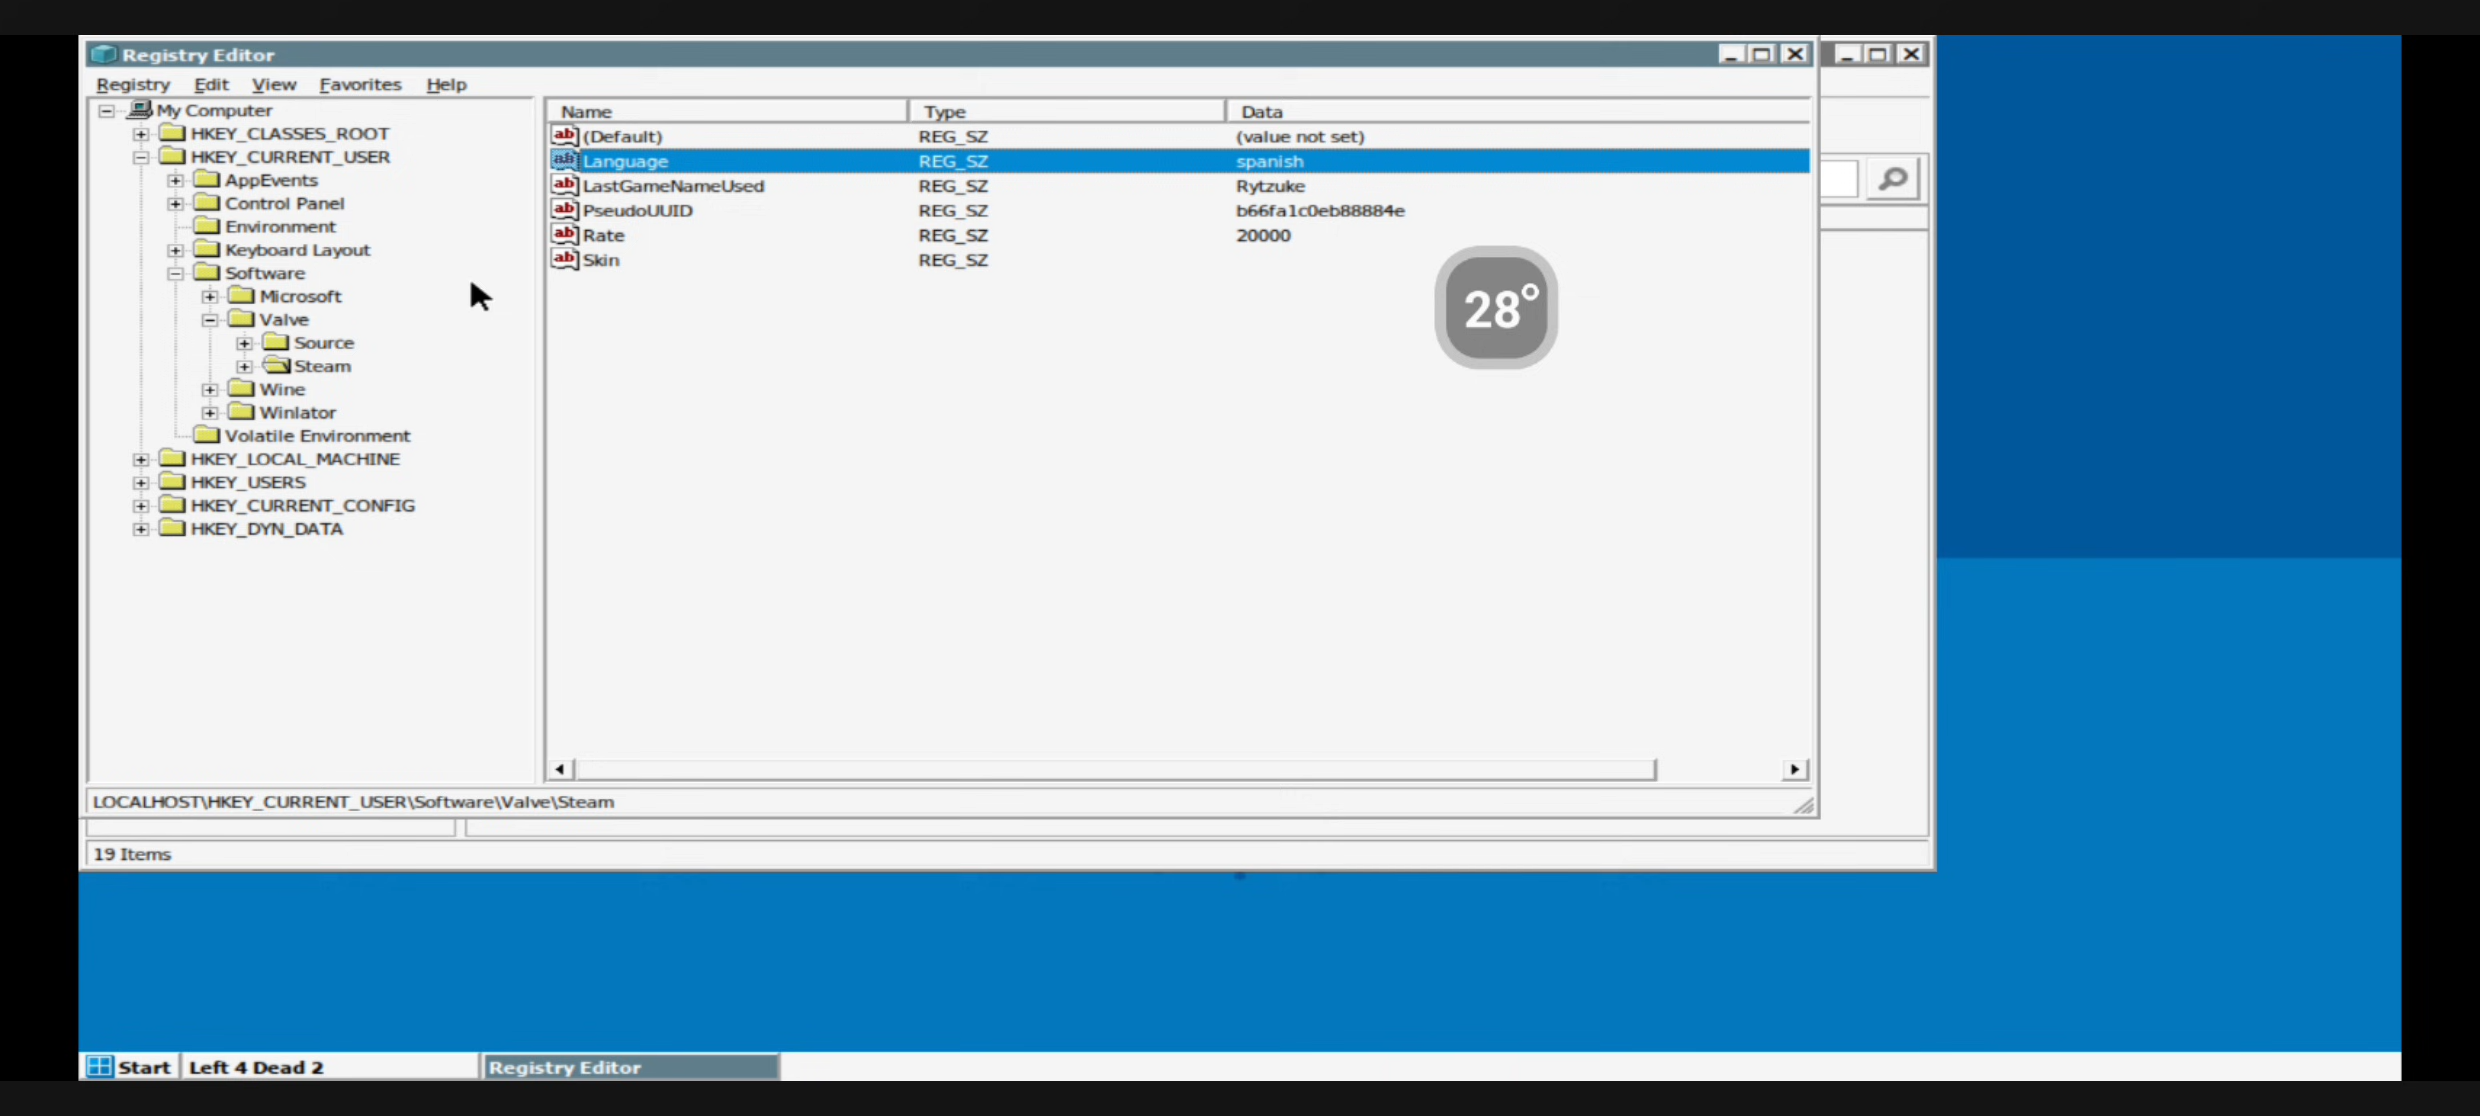 Registry Editor
Registry Edit View Favorites Help
My Computer
HKEY_CLASSES_ROOT
HKEY_CURRENT_USER
AppEvents
Control Panel
Environment
Keyboard Layout
Software
Microsoft
Valve
Source
Steam
Wine
Winlator
Volatile Environment
HKEY_LOCAL_MACHINE
HKEY_USERS
HKEY_CURRENT_CONFIG
HKEY_DYN_DATA
Name Type Data
(Default) REG_SZ (value not set)
Language REG_SZ spanish
LastGameNameUsed REG_SZ Rytzuke
PseudoUUID REG_SZ b66fa1c0eb88884e
Rate REG_SZ 20000
Skin REG_SZ
28°
LOCALHOST\HKEY_CURRENT_USER\Software\Valve\Steam
19 Items
Start Left 4 Dead 2 Registry Editor